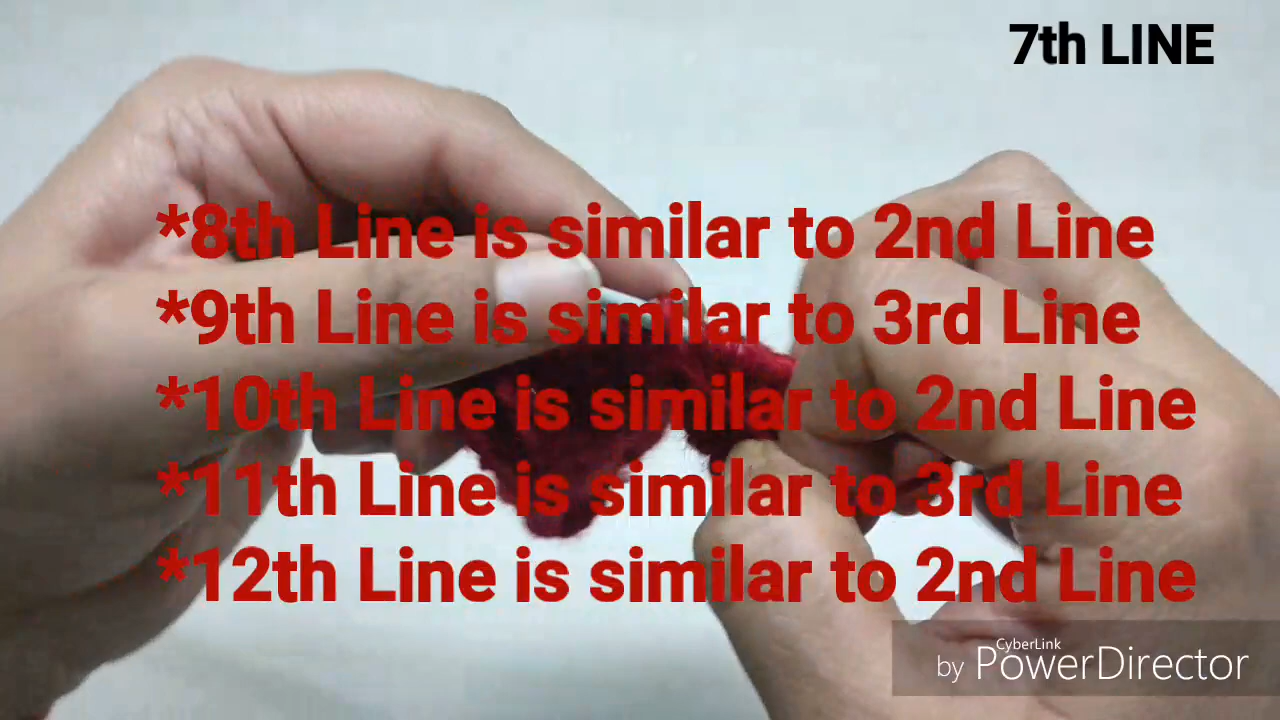 7th LINE
*8th Line is similar to 2nd Line
*9th Line is similar to 3rd Line
*10th Line is similar to 2nd Line
*11th Line is similar to 3rd Line
*12th Line is similar to 2nd Line
CyberLink
by PowerDirector